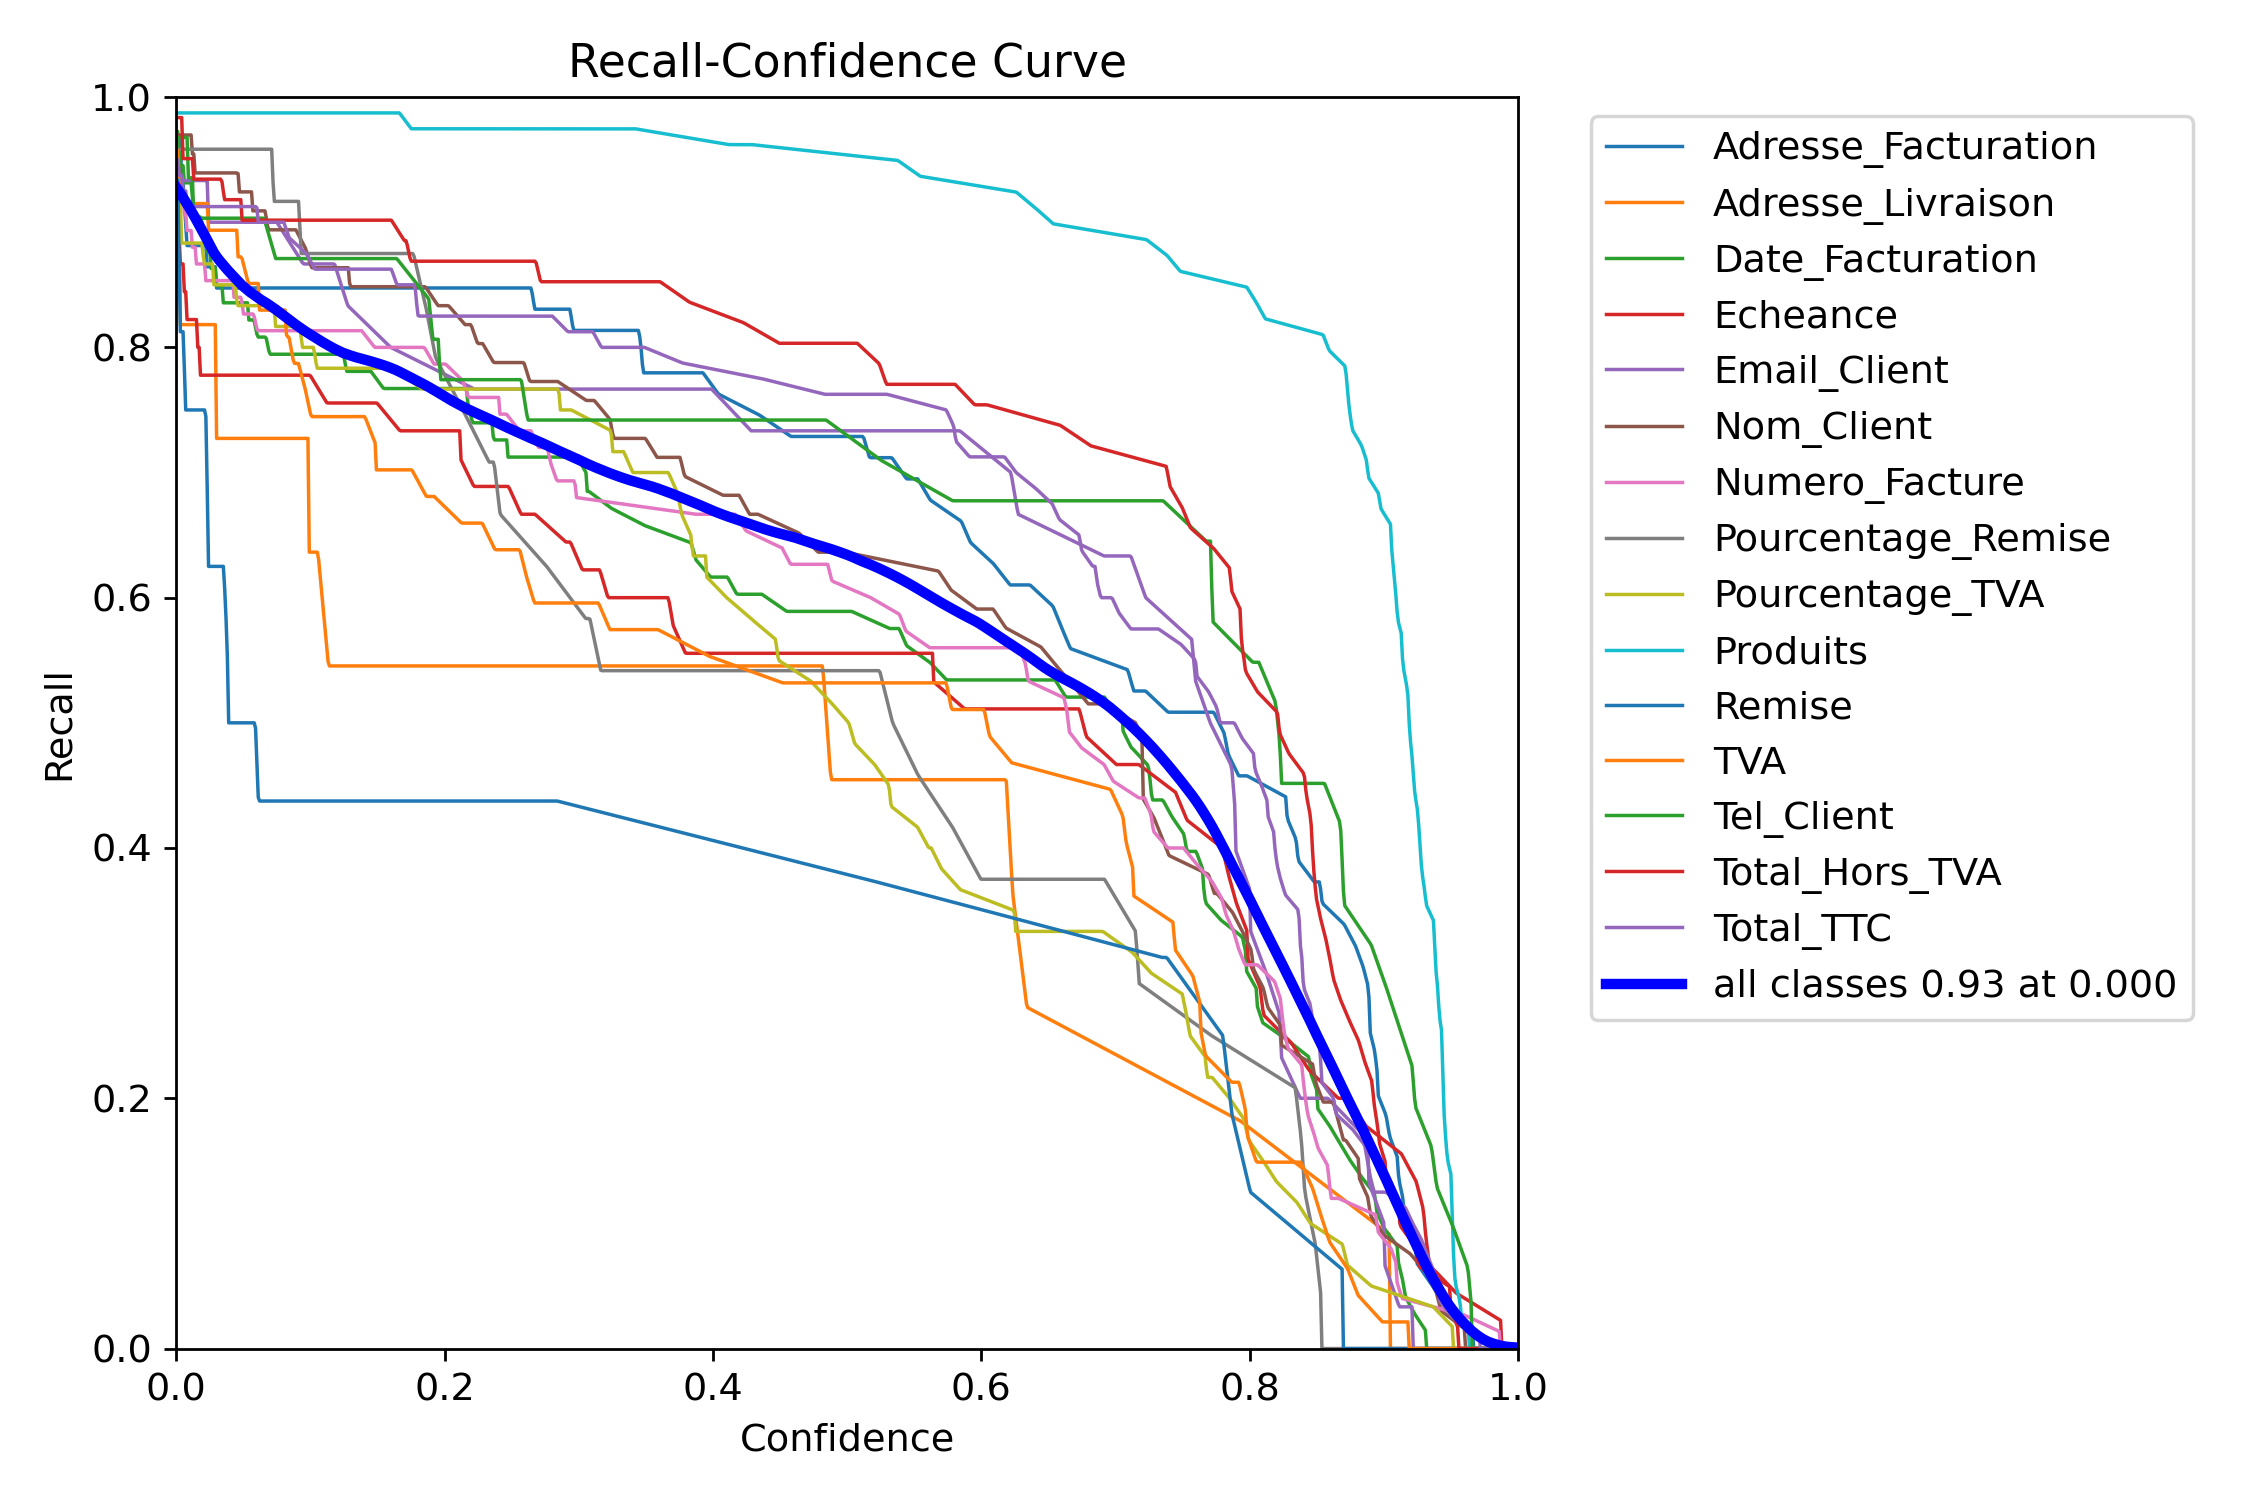 Recall-Confidence Curve
1.0
0.8
0.6
0.4
0.2
0.0
Recall
0.0 0.2 0.4 0.6 0.8 1.0
Confidence
Adresse_Facturation
Adresse_Livraison
Date_Facturation
Echeance
Email_Client
Nom_Client
Numero_Facture
Pourcentage_Remise
Pourcentage_TVA
Produits
Remise
TVA
Tel_Client
Total_Hors_TVA
Total_TTC
all classes 0.93 at 0.000